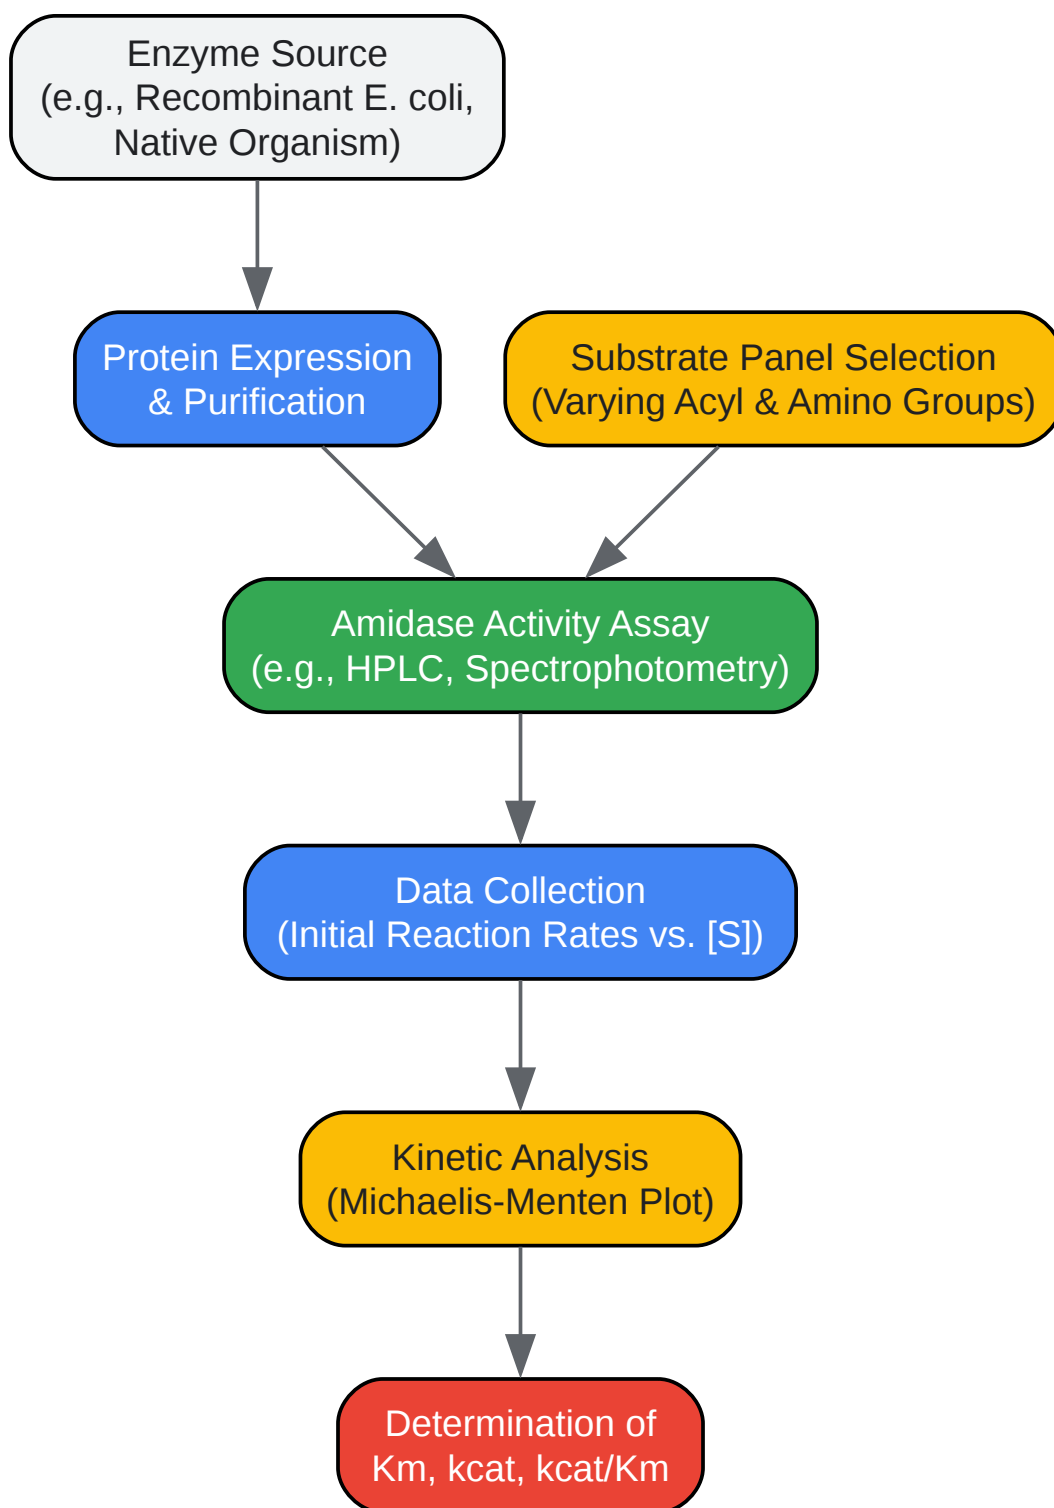 Enzyme Source
(e.g., Recombinant E. coli,
Native Organism)
Protein Expression
& Purification
Substrate Panel Selection
(Varying Acyl & Amino Groups)
Amidase Activity Assay
(e.g., HPLC, Spectrophotometry)
Data Collection
(Initial Reaction Rates vs. [S])
Kinetic Analysis
(Michaelis-Menten Plot)
Determination of
Km, kcat, kcat/Km